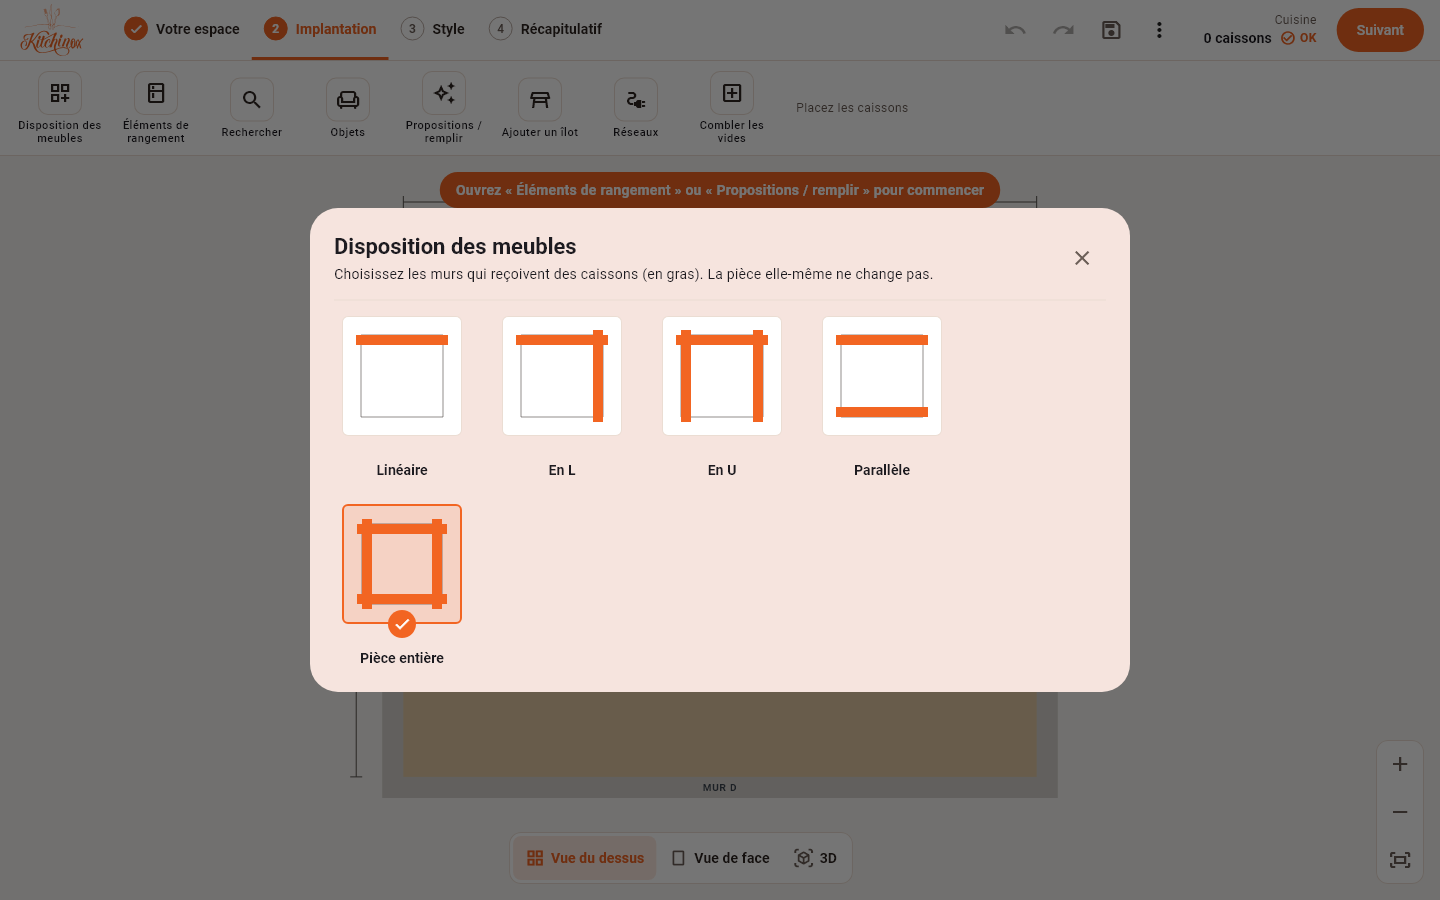 Kitchinox
Votre espace
2 Implantation
3 Style
4 Récapitulatif
Cuisine
0 caissons OK
Suivant
Disposition des
meubles
Éléments de
rangement
Rechercher
Objets
Propositions /
remplir
Ajouter un îlot
Réseaux
Combler les
vides
Placez les caissons
Ouvrez « Éléments de rangement » ou « Propositions / remplir » pour commencer
Disposition des meubles
Choisissez les murs qui reçoivent des caissons (en gras). La pièce elle-même ne change pas.
Linéaire
En L
En U
Parallèle
Pièce entière
MUR D
Vue du dessus
Vue de face
3D